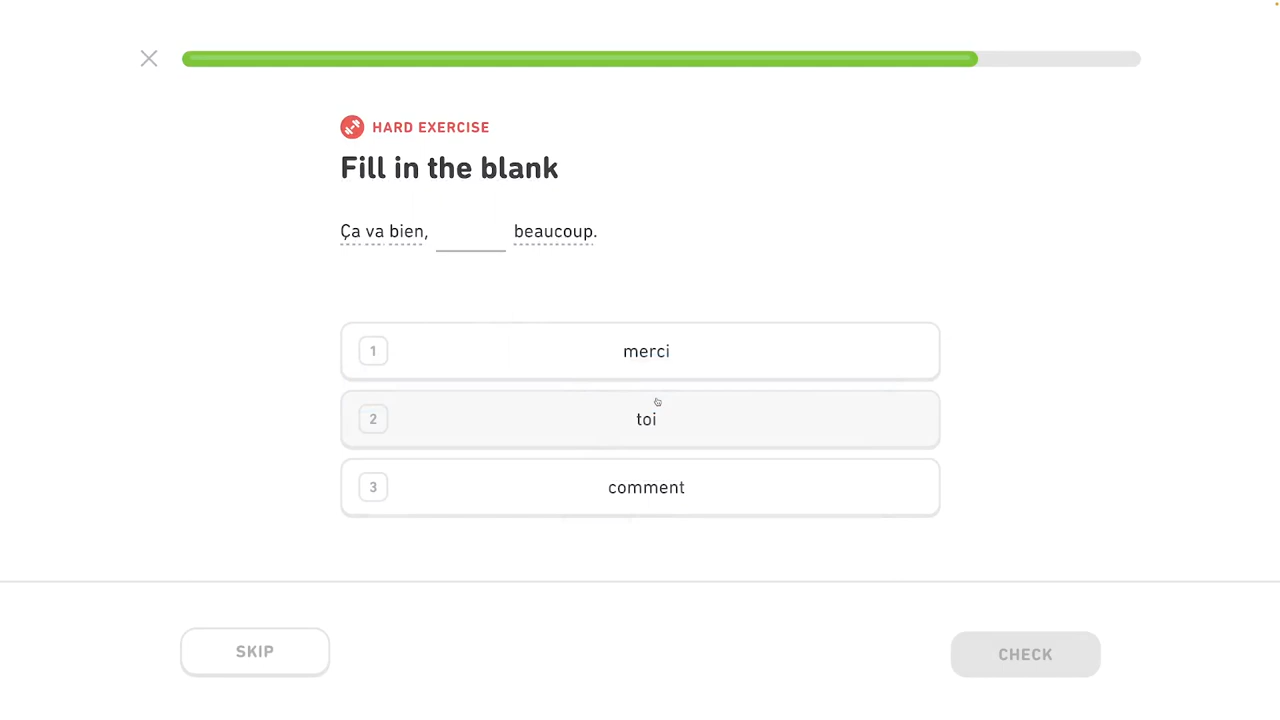 HARD EXERCISE
Fill in the blank
Ça va bien, beaucoup.
1 merci
2 toi
3 comment
SKIP CHECK